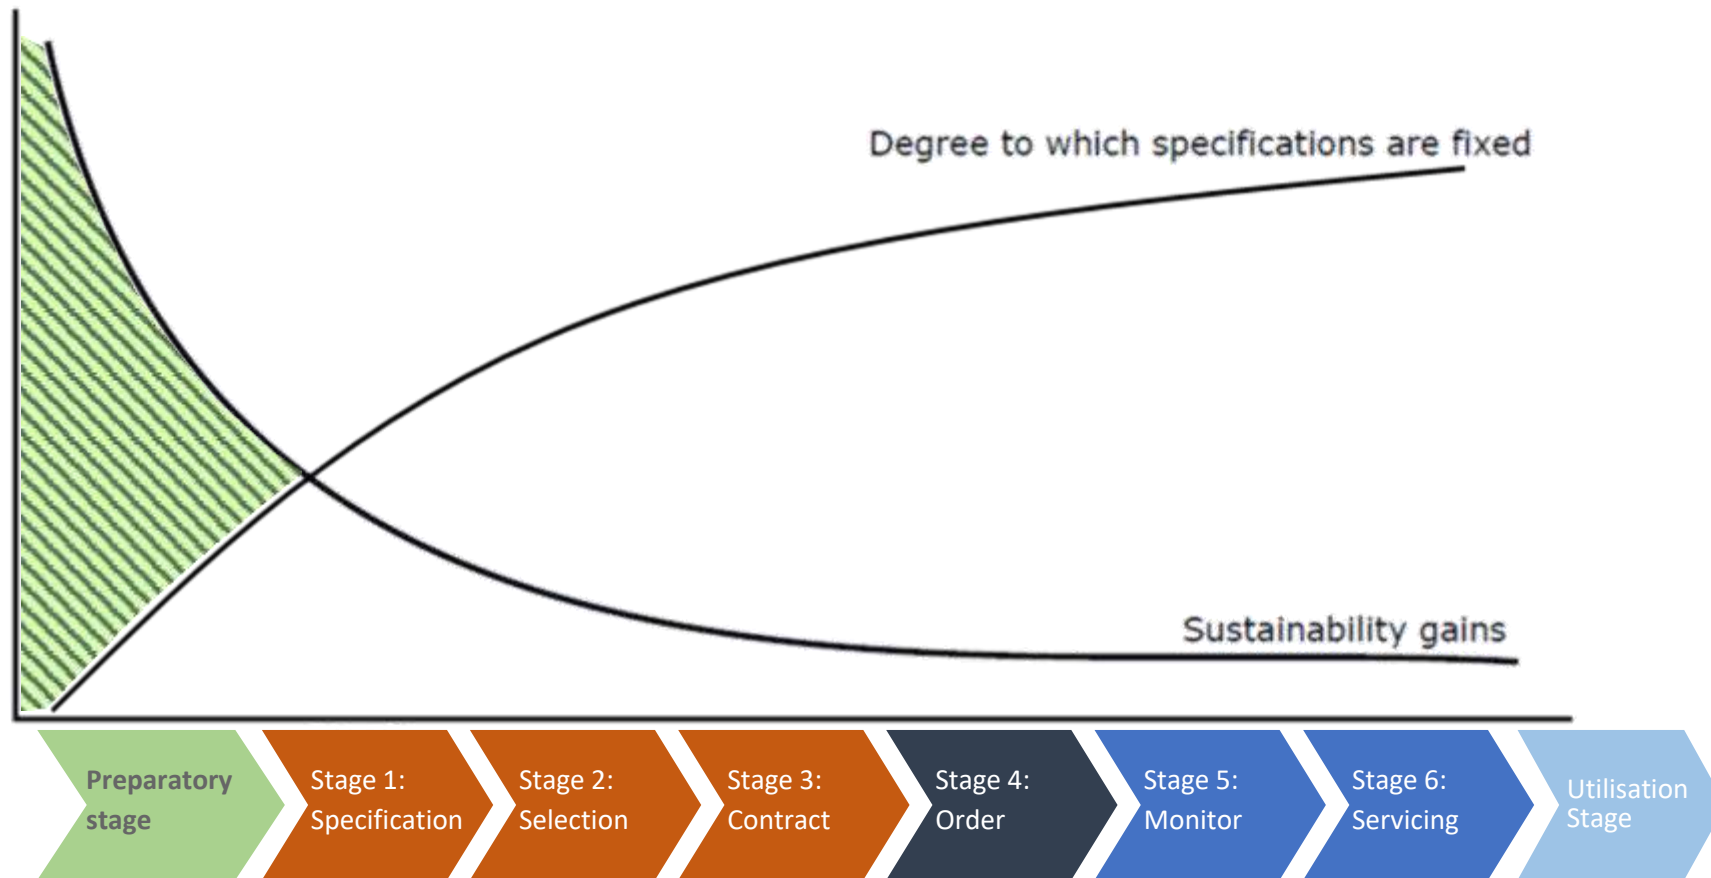 Degree to which specifications are fixed
Sustainability gains
Preparatory
stage
Stage 1:
Specification
Stage 2:
Selection
Stage 3:
Contract
Stage 4:
Order
Stage 5:
Monitor
Stage 6:
Servicing
Utilisation
Stage